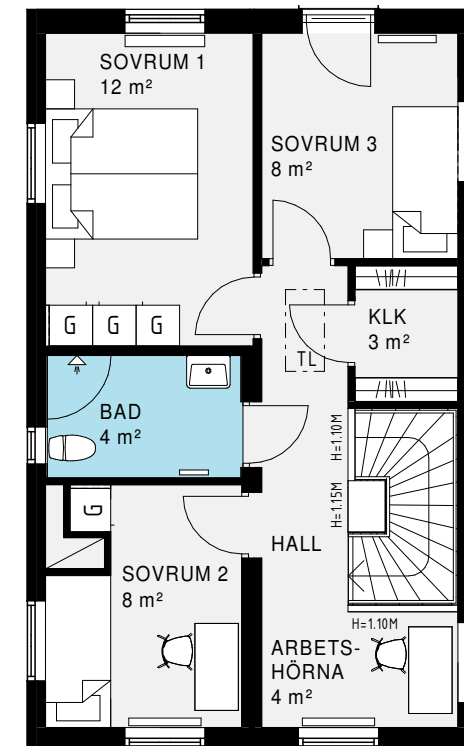 SOVRUM 1
12 m²
SOVRUM 3
8 m²
G G G
KLK
3 m²
TL
BAD
4 m²
H=1.10M
H=1.15M
G
HALL
SOVRUM 2
8 m²
H=1.10M
ARBETS-
HÖRNA
4 m²